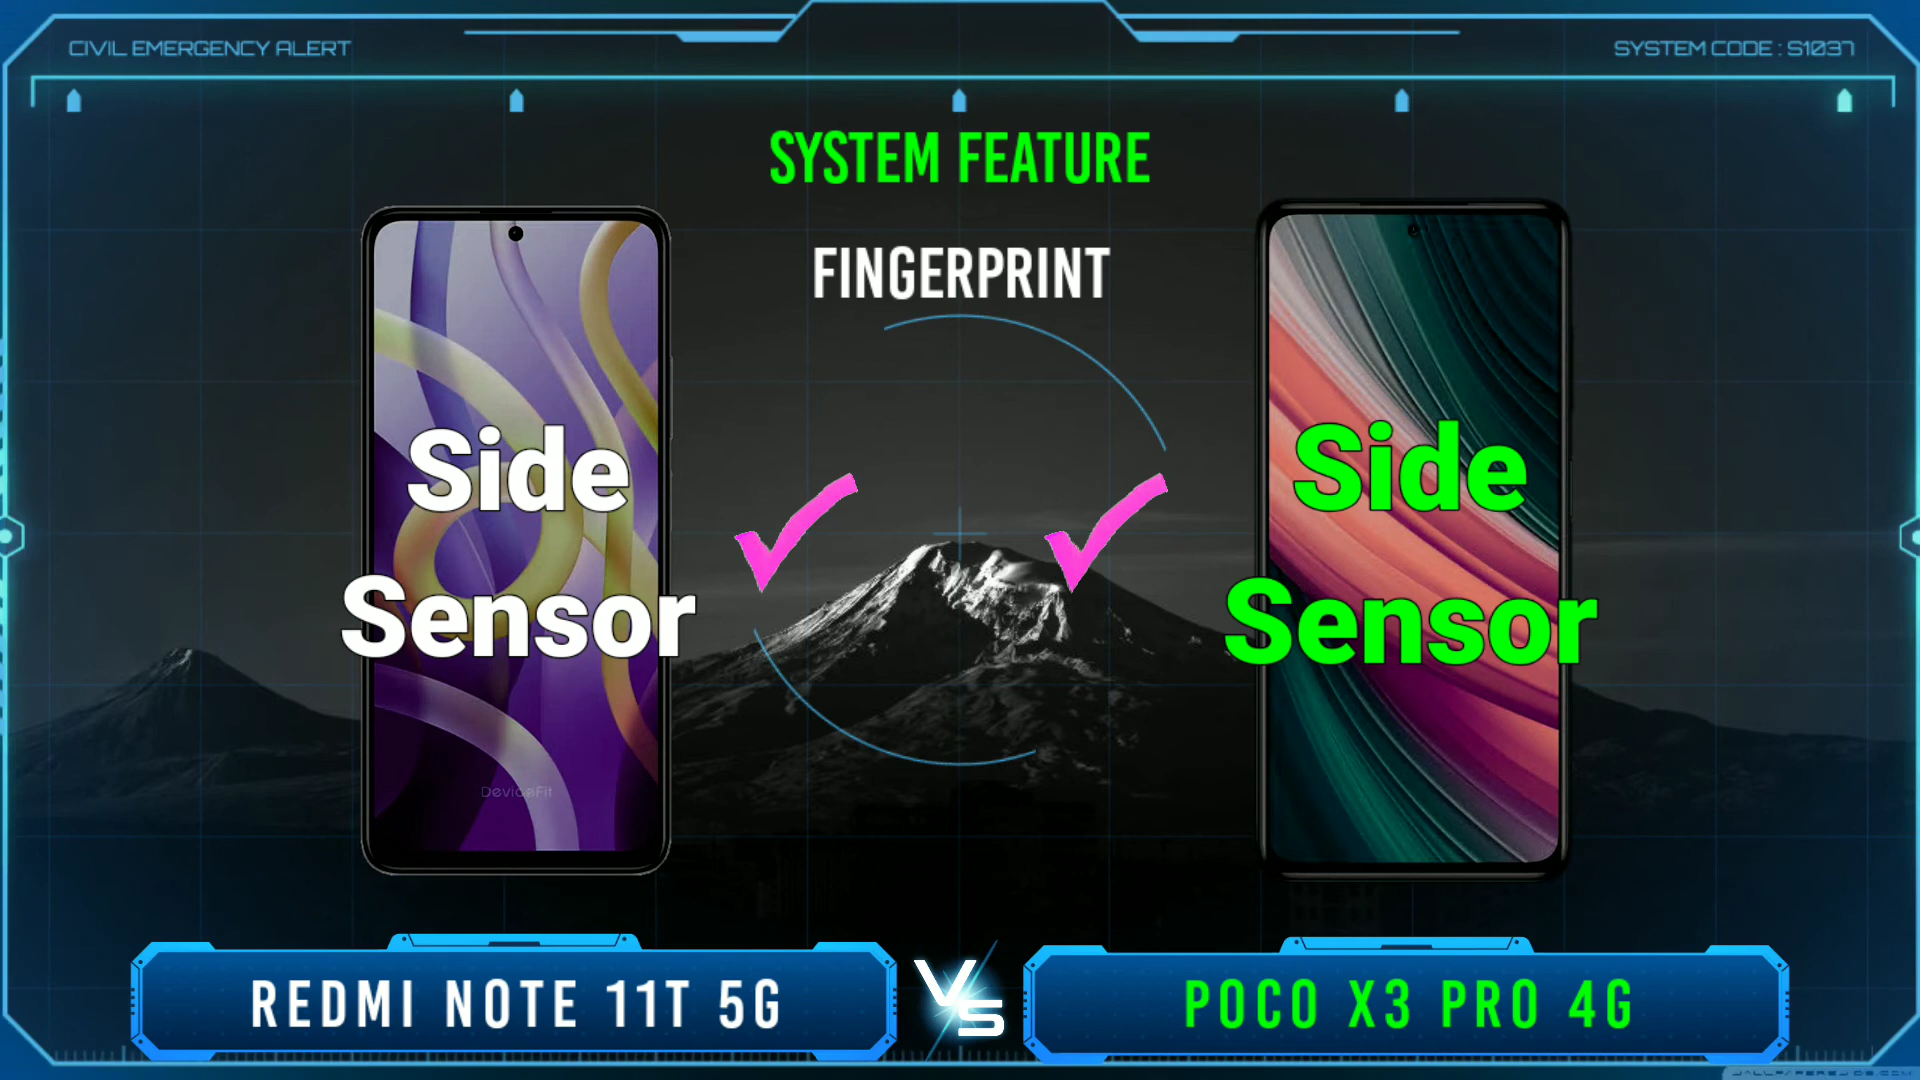 CIVIL EMERGENCY ALERT
SYSTEM CODE : S1037
SYSTEM FEATURE
FINGERPRINT
Side
Sensor
Side
Sensor
DeviceFit
REDMI NOTE 11T 5G
VS
POCO X3 PRO 4G